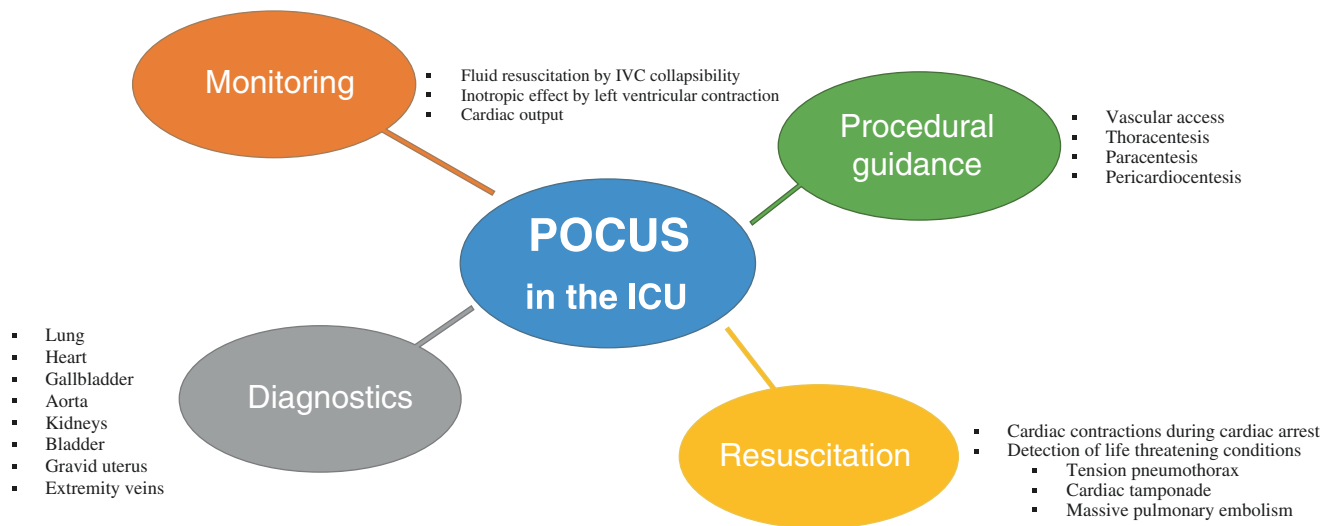 Monitoring
▪ Fluid resuscitation by IVC collapsibility
▪ Inotropic effect by left ventricular contraction
▪ Cardiac output
Procedural
guidance
▪ Vascular access
▪ Thoracentesis
▪ Paracentesis
▪ Pericardiocentesis
POCUS
in the ICU
▪ Lung
▪ Heart
▪ Gallbladder
▪ Aorta
▪ Kidneys
▪ Bladder
▪ Gravid uterus
▪ Extremity veins
Diagnostics
Resuscitation
▪ Cardiac contractions during cardiac arrest
▪ Detection of life threatening conditions
▪ Tension pneumothorax
▪ Cardiac tamponade
▪ Massive pulmonary embolism